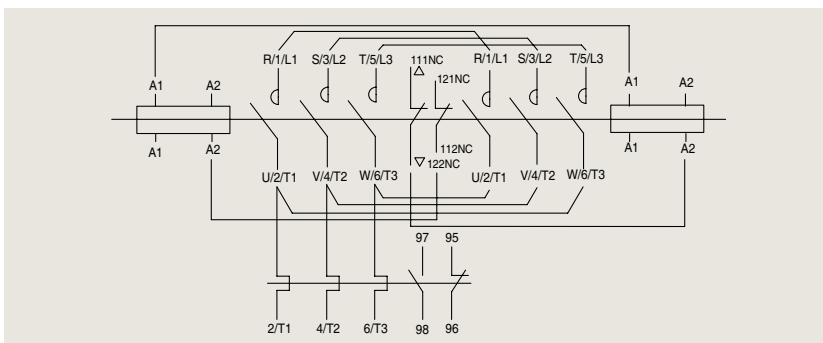 R/1/L1 S/3/L2 T/5/L3 111NC R/1/L1 S/3/L2 T/5/L3
A1 A2 121NC A1 A2
A1 A2 112NC A1 A2
122NC
U/2/T1 V/4/T2 W/6/T3 U/2/T1 V/4/T2 W/6/T3
97 95
2/T1 4/T2 6/T3 98 96